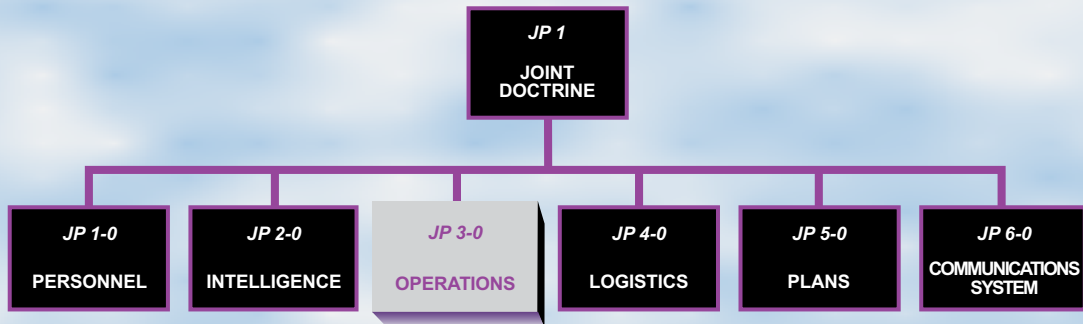 JP 1
JOINT
DOCTRINE
JP 1-0
PERSONNEL
JP 2-0
INTELLIGENCE
JP 3-0
OPERATIONS
JP 4-0
LOGISTICS
JP 5-0
PLANS
JP 6-0
COMMUNICATIONS
SYSTEM